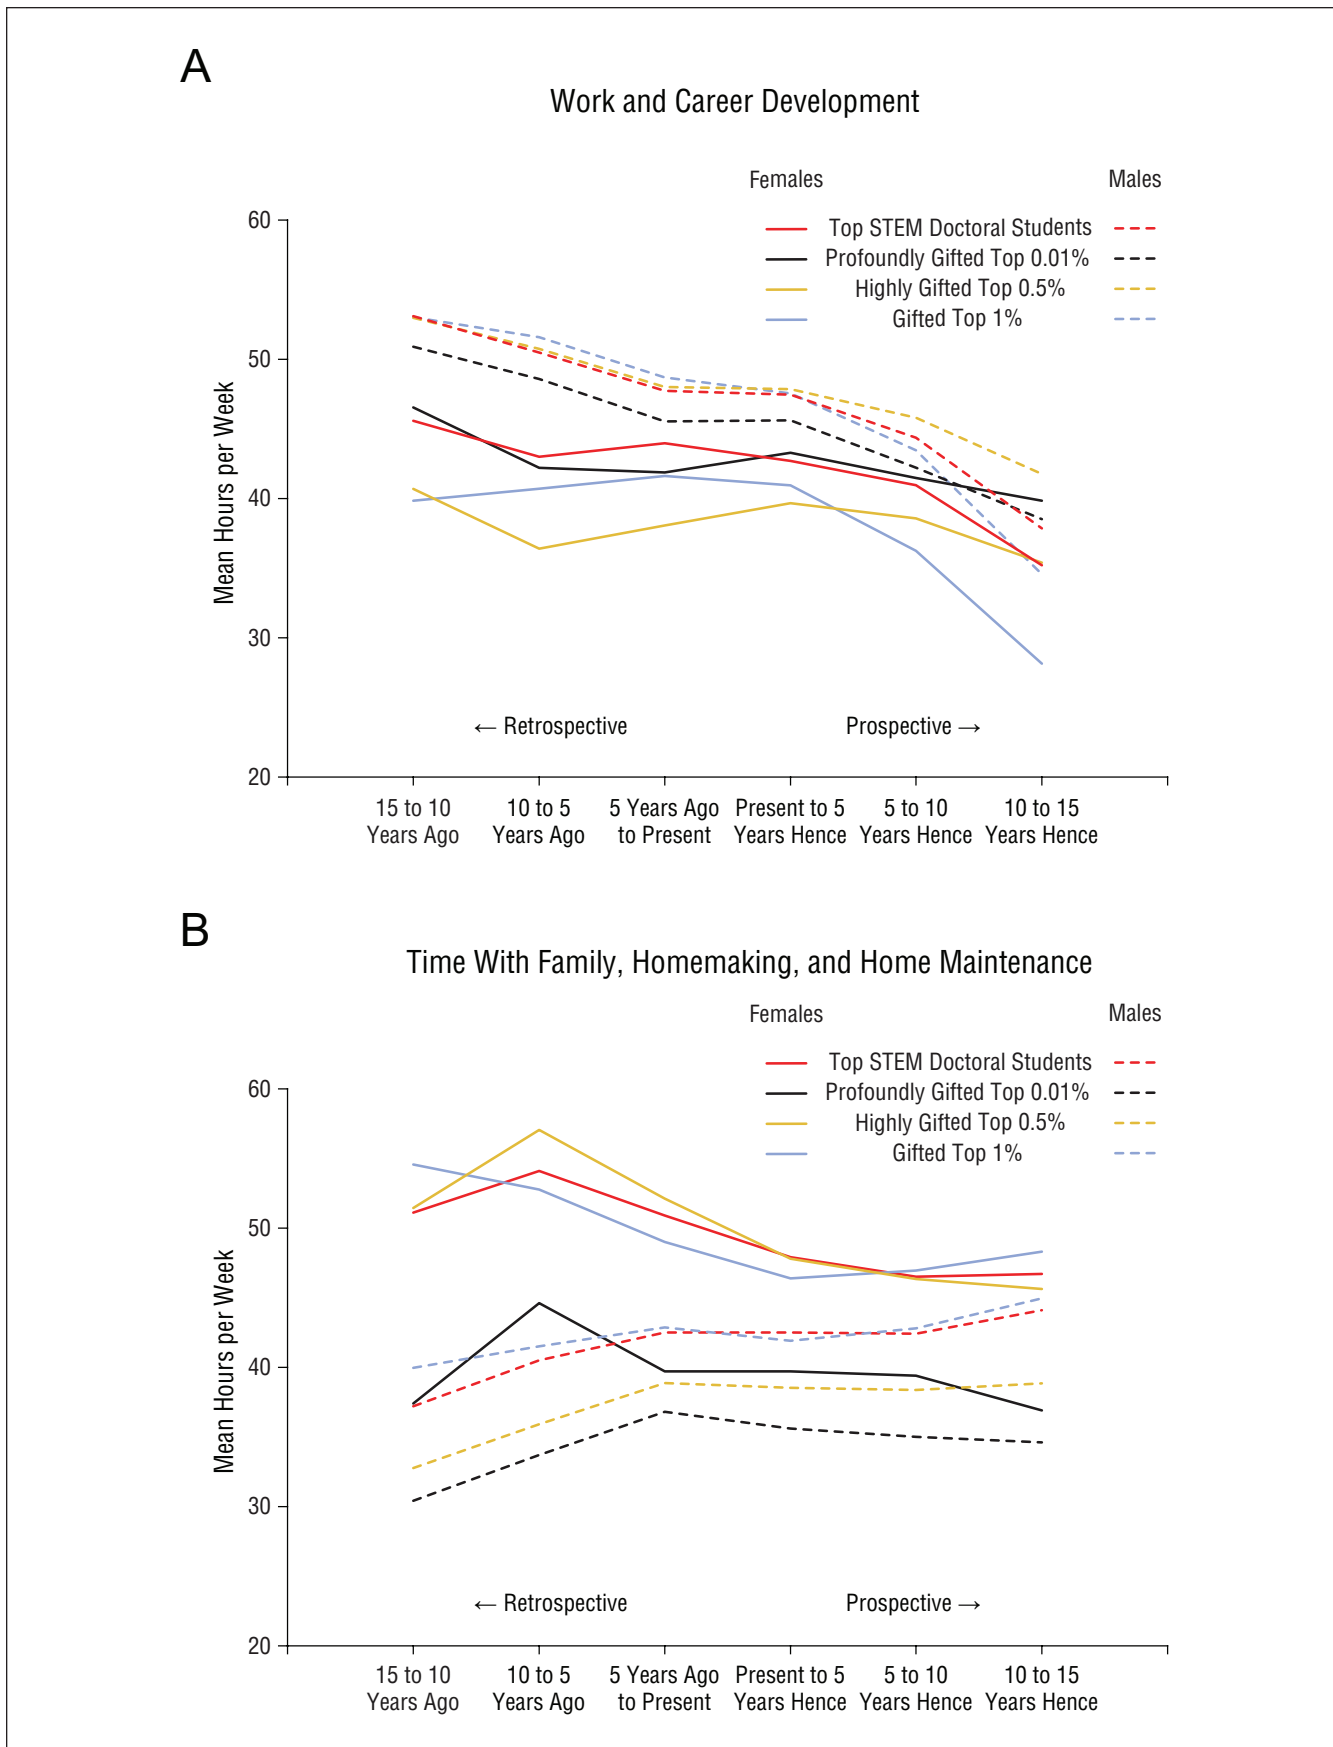 A
Work and Career Development
Females Males
Top STEM Doctoral Students
Profoundly Gifted Top 0.01%
Highly Gifted Top 0.5%
Gifted Top 1%
60
50
40
30
20
Mean Hours per Week
← Retrospective Prospective →
15 to 10 10 to 5 5 Years Ago Present to 5 5 to 10 10 to 15
Years Ago Years Ago to Present Years Hence Years Hence Years Hence
B
Time With Family, Homemaking, and Home Maintenance
Females Males
Top STEM Doctoral Students
Profoundly Gifted Top 0.01%
Highly Gifted Top 0.5%
Gifted Top 1%
60
50
40
30
20
Mean Hours per Week
← Retrospective Prospective →
15 to 10 10 to 5 5 Years Ago Present to 5 5 to 10 10 to 15
Years Ago Years Ago to Present Years Hence Years Hence Years Hence